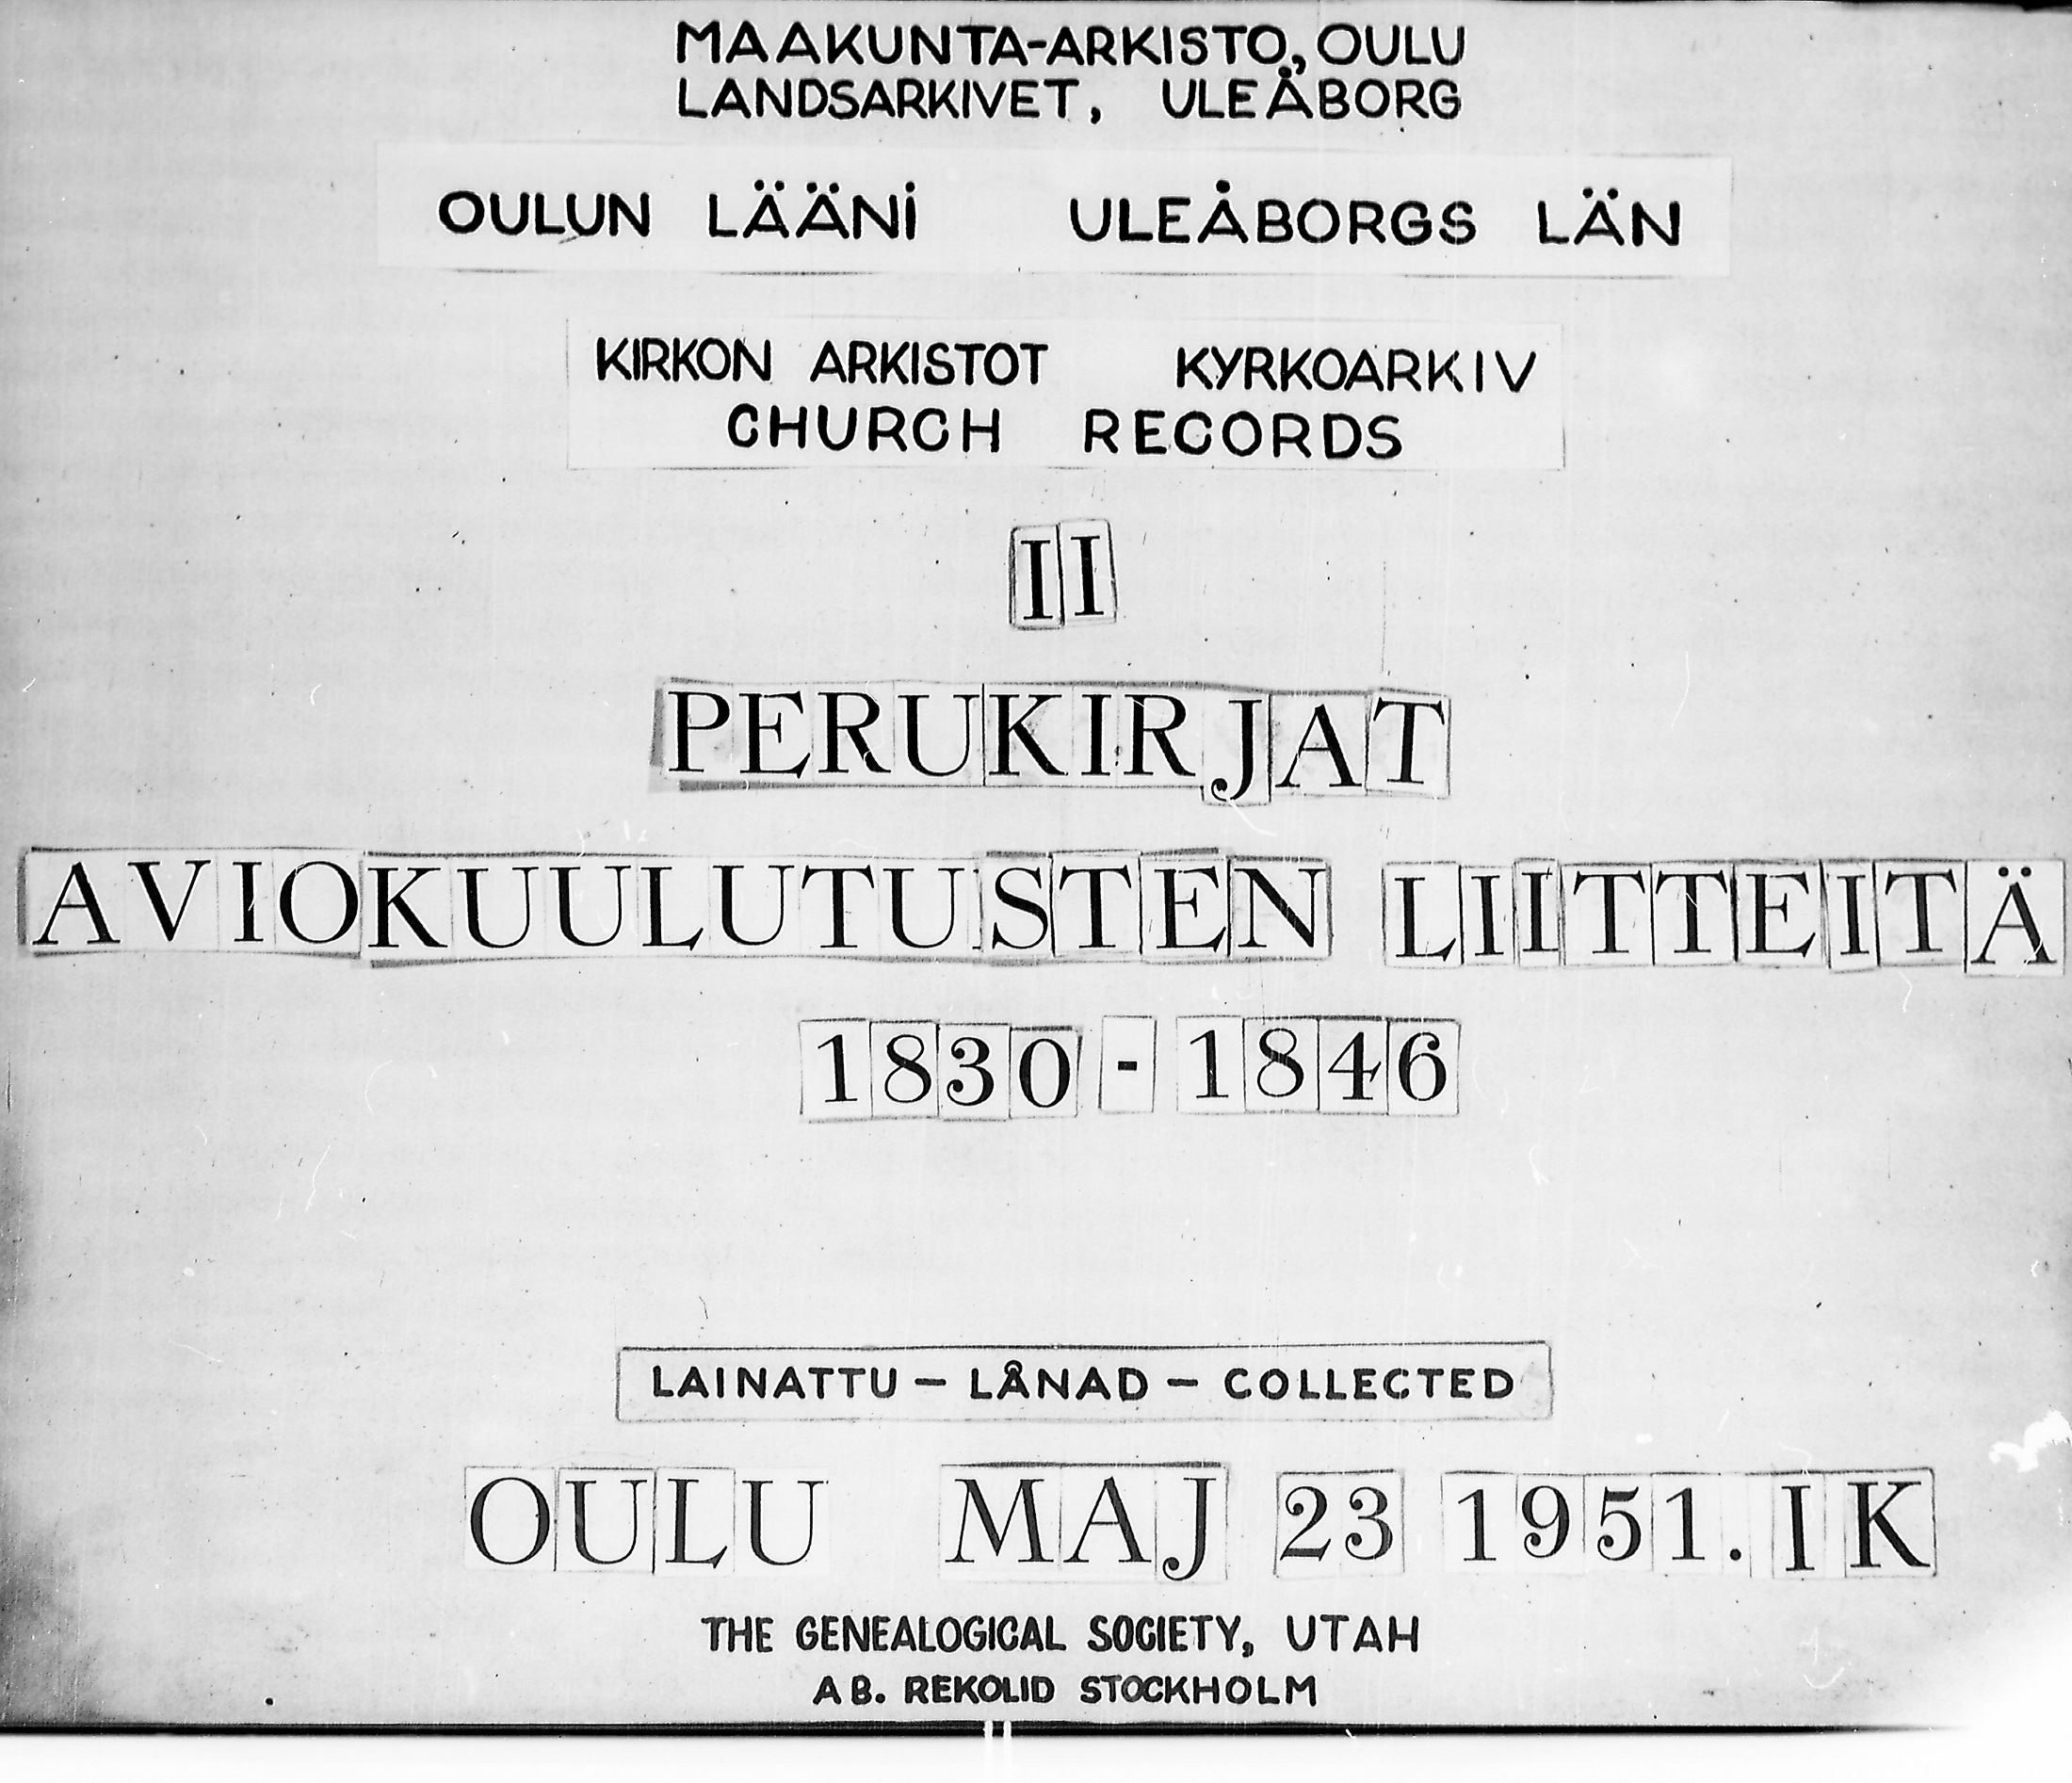 MAAKUNTA-ARKISTO, OULU
LANDSARKIVET, ULEÅBORG
OULUN LÄÄNI ULEÅBORGS LÄN
KIRKON ARKISTOT KYRKOARKIV
CHURCH RECORDS
II
PERUKIRJAT
AVIOKUULUTUSTEN LIITTEITÄ
1830 - 1846
LAINATTU - LÅNAD - COLLECTED
OULU MAJ 23 1951. IK
THE GENEALOGICAL SOCIETY, UTAH
AB. REKOLID STOCKHOLM